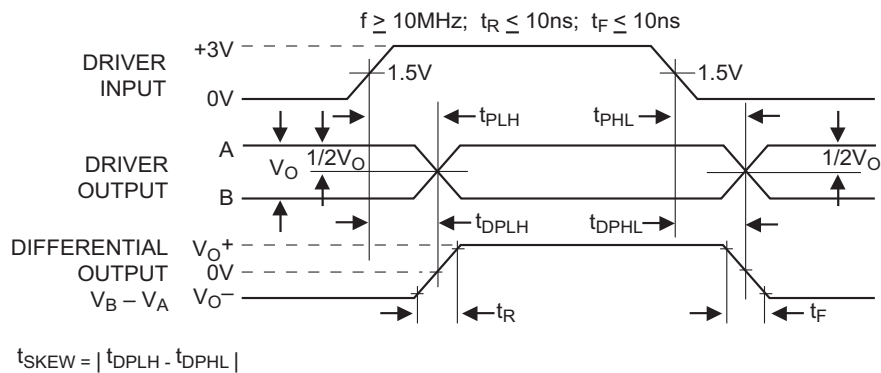 f ≥ 10MHz; tR ≤ 10ns; tF ≤ 10ns
+3V
DRIVER
INPUT
1.5V
1.5V
0V
tPLH
tPHL
DRIVER
OUTPUT
A
VO
1/2VO
1/2VO
B
tDPLH
tDPHL
DIFFERENTIAL
OUTPUT
VB – VA
VO+
0V
VO–
tR
tF
tSKEW = | tDPLH - tDPHL |